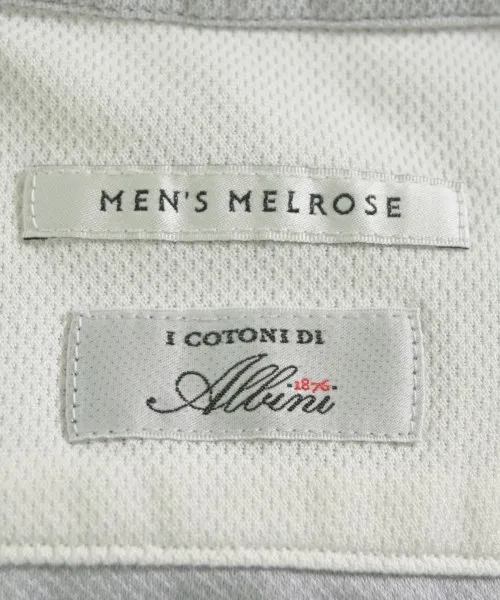 MEN'S MELROSE
I COTONI DI
Albini
-1876-